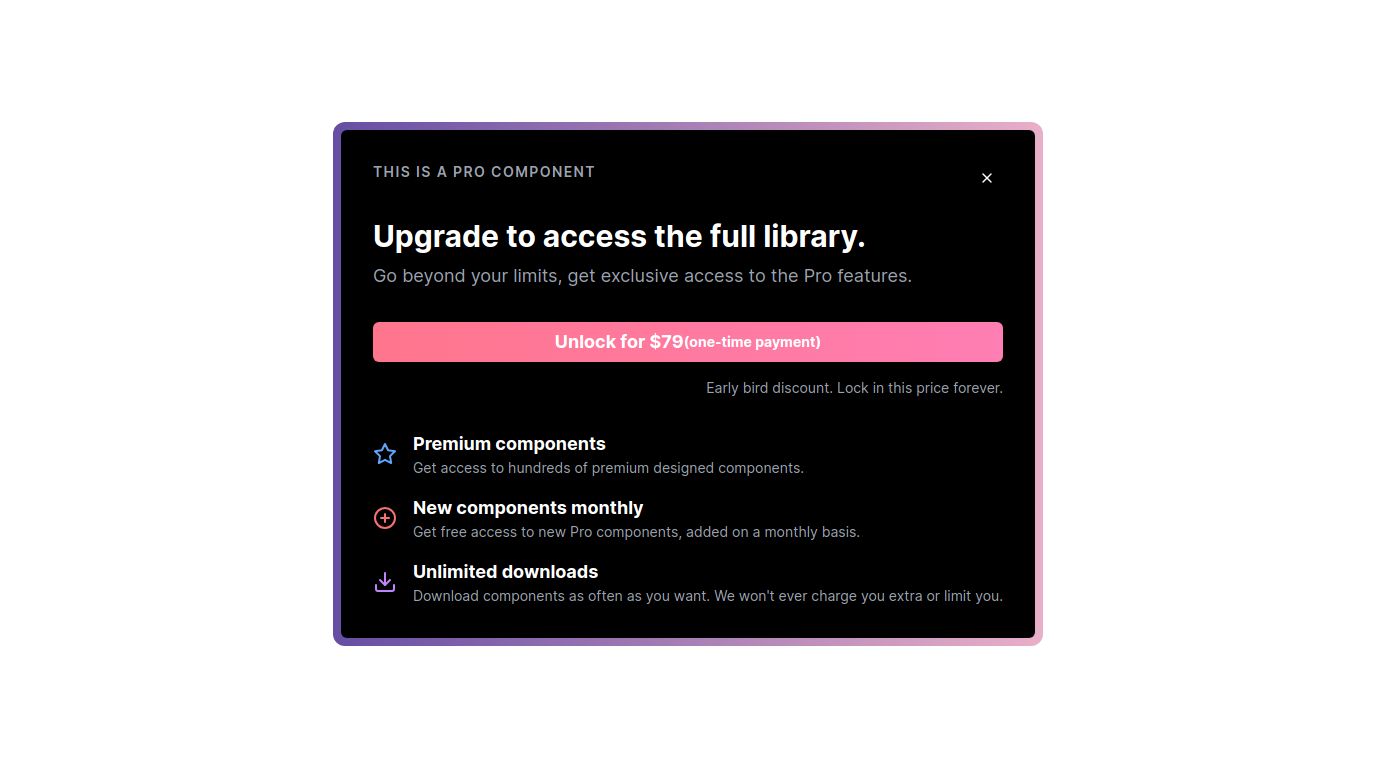 THIS IS A PRO COMPONENT
Upgrade to access the full library.
Go beyond your limits, get exclusive access to the Pro features.
Unlock for $79(one-time payment)
Early bird discount. Lock in this price forever.
Premium components
Get access to hundreds of premium designed components.
New components monthly
Get free access to new Pro components, added on a monthly basis.
Unlimited downloads
Download components as often as you want. We won't ever charge you extra or limit you.